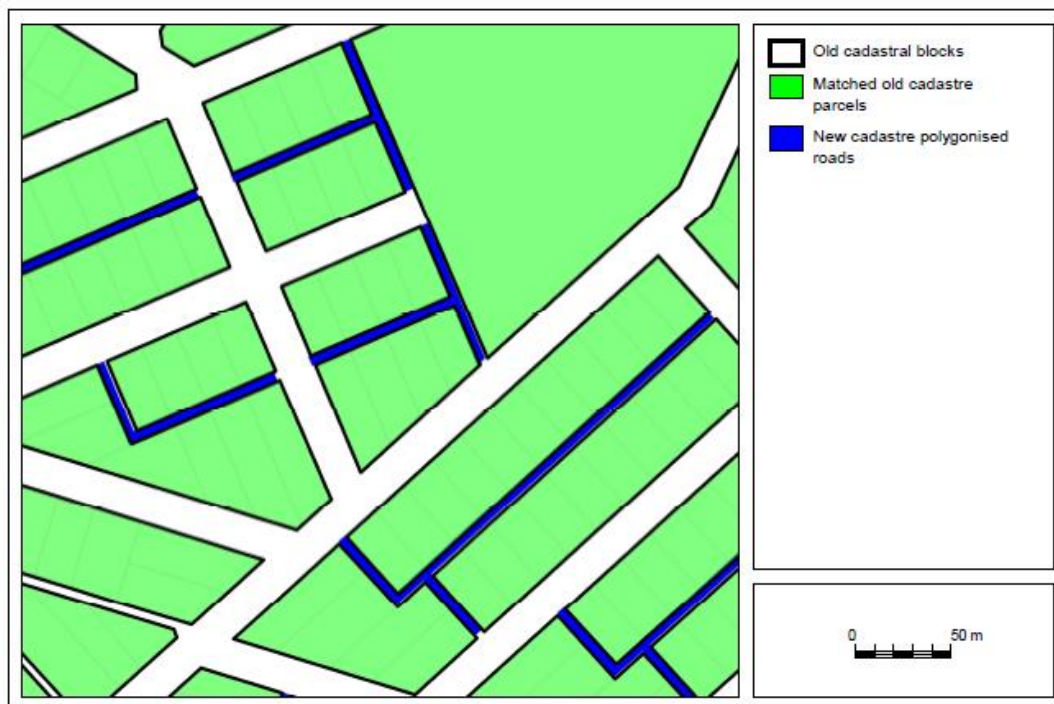 Old cadastral blocks
Matched old cadastre
parcels
New cadastre polygonised
roads
0 50 m